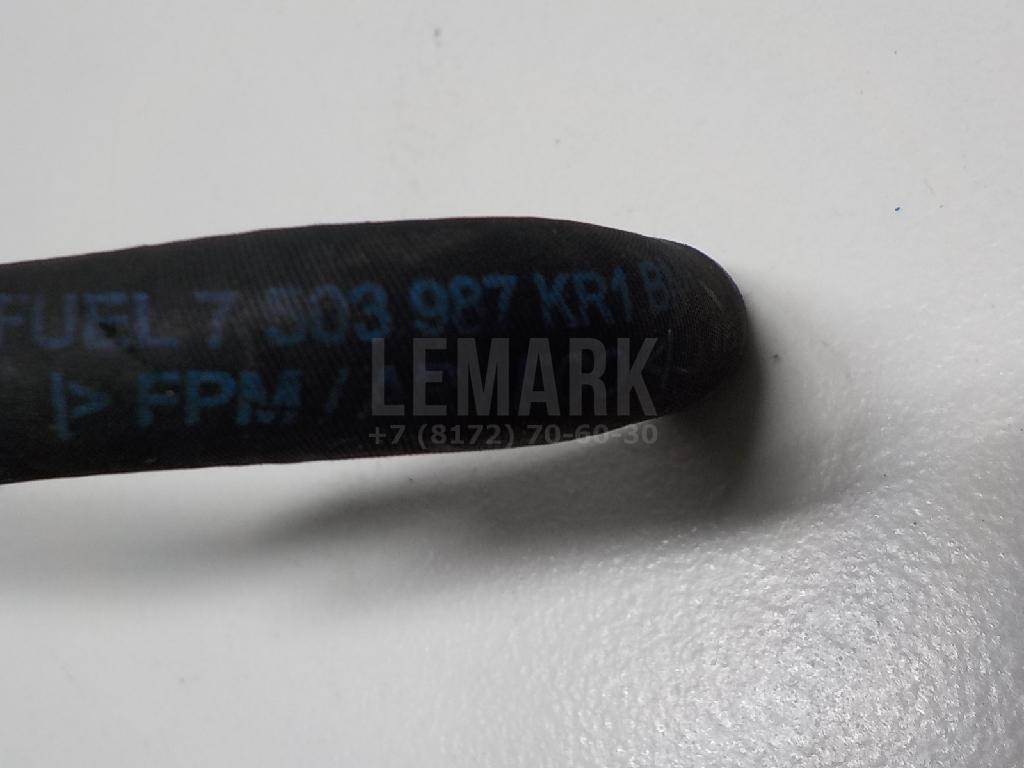 FUEL 7 503 987 KR1
|> FPM /
LEMARK
+7 (8172) 70-60-30